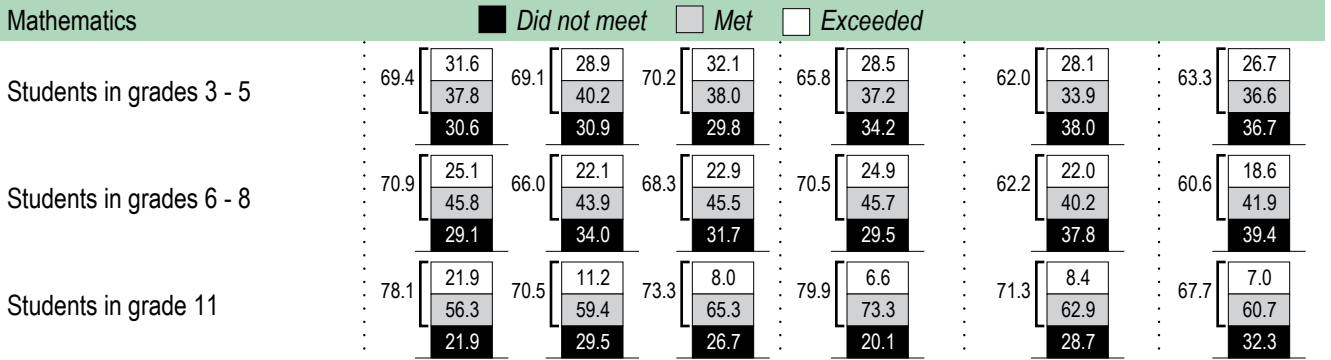 Mathematics Did not meet Met Exceeded
31.6 28.9 32.1 28.5 28.1 26.7
69.4 69.1 70.2 65.8 62.0 63.3
Students in grades 3 - 5 37.8 40.2 38.0 37.2 33.9 36.6
30.6 30.9 29.8 34.2 38.0 36.7
25.1 22.1 22.9 24.9 22.0 18.6
70.9 66.0 68.3 70.5 62.2 60.6
Students in grades 6 - 8 45.8 43.9 45.5 45.7 40.2 41.9
29.1 34.0 31.7 29.5 37.8 39.4
21.9 11.2 8.0 6.6 8.4 7.0
78.1 70.5 73.3 79.9 71.3 67.7
Students in grade 11 56.3 59.4 65.3 73.3 62.9 60.7
21.9 29.5 26.7 20.1 28.7 32.3